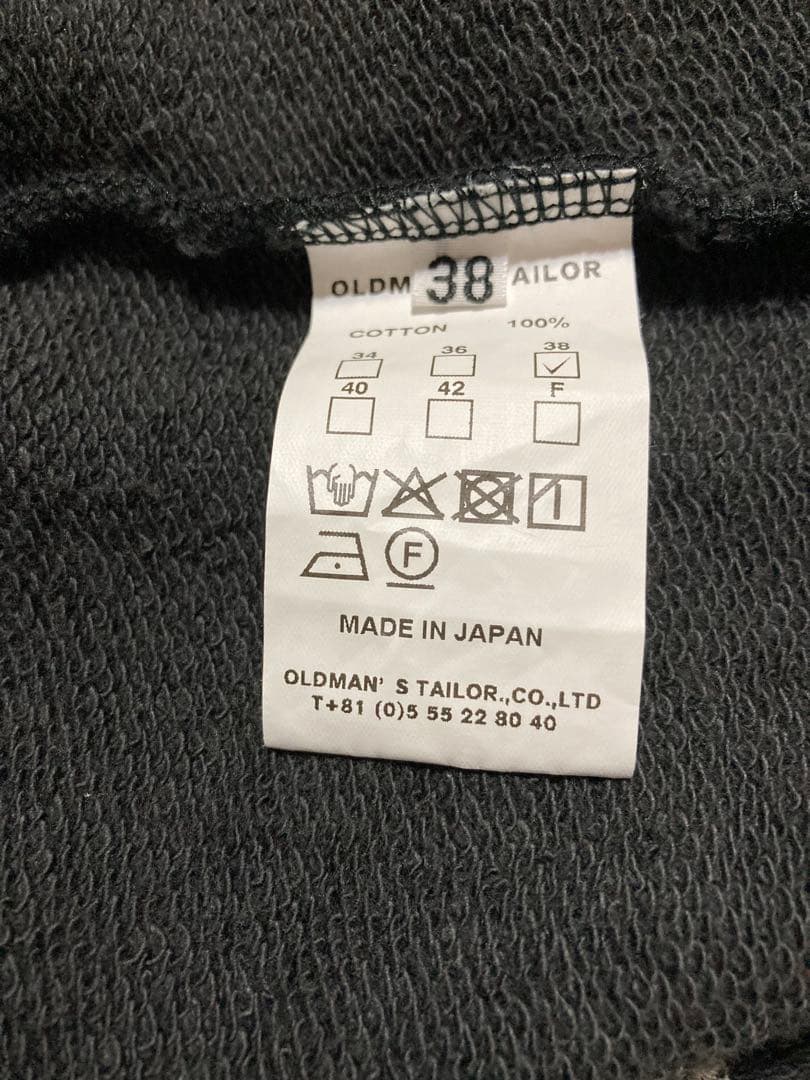 OLDM 38 AILOR
COTTON 100%
34 36 38
40 42 F
F
MADE IN JAPAN
OLDMAN' S TAILOR.,CO.,LTD
T+81 (0)5 55 22 80 40